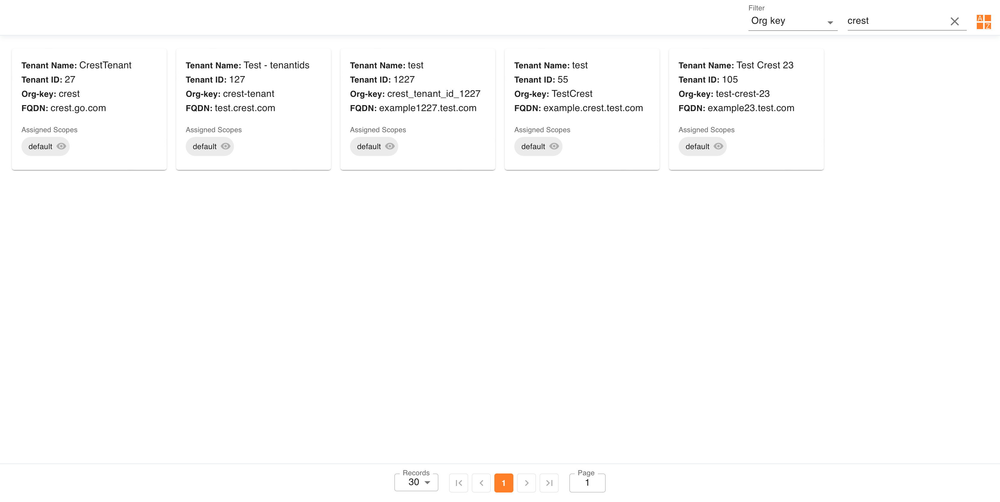 Filter
Org key
crest
A
Z
Tenant Name: CrestTenant
Tenant ID: 27
Org-key: crest
FQDN: crest.go.com
Assigned Scopes
default
Tenant Name: Test - tenantids
Tenant ID: 127
Org-key: crest-tenant
FQDN: test.crest.com
Assigned Scopes
default
Tenant Name: test
Tenant ID: 1227
Org-key: crest_tenant_id_1227
FQDN: example1227.test.com
Assigned Scopes
default
Tenant Name: test
Tenant ID: 55
Org-key: TestCrest
FQDN: example.crest.test.com
Assigned Scopes
default
Tenant Name: Test Crest 23
Tenant ID: 105
Org-key: test-crest-23
FQDN: example23.test.com
Assigned Scopes
default
Records
30
1
Page
1